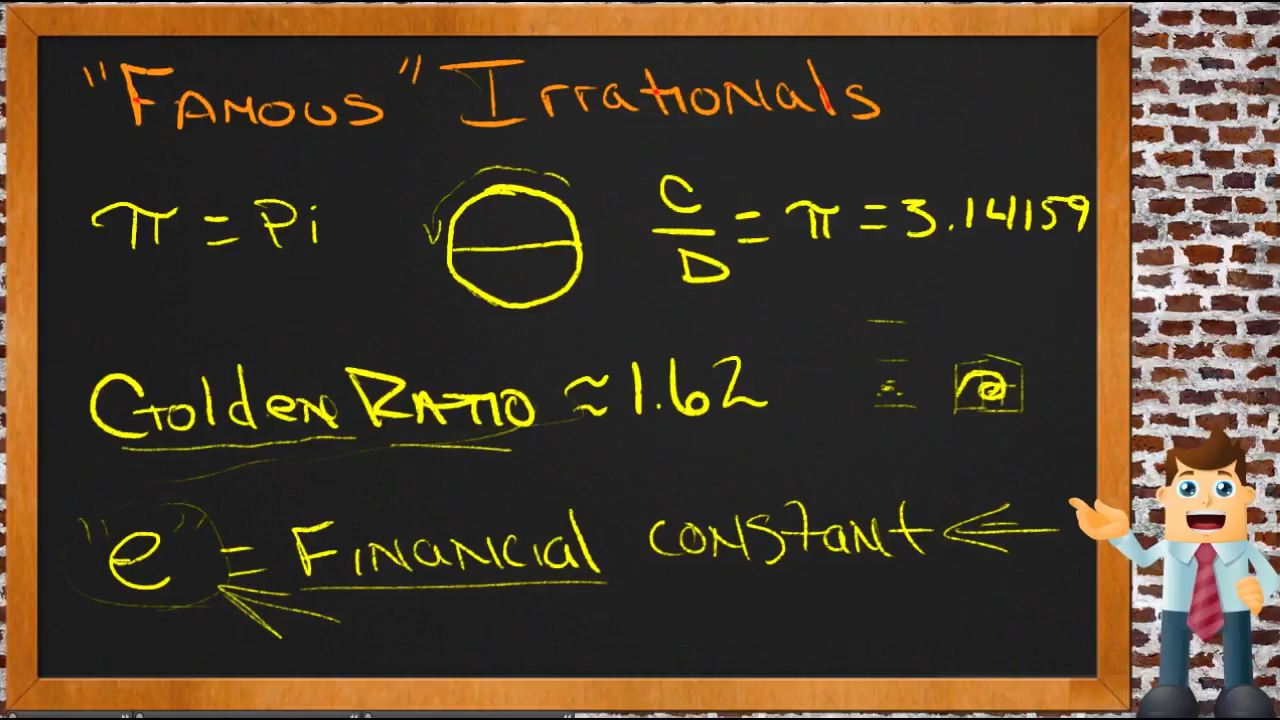 "Famous" Irrationals
π = Pi
C/D = π = 3.14159
Golden Ratio ≈ 1.62
"e" = Financial constant